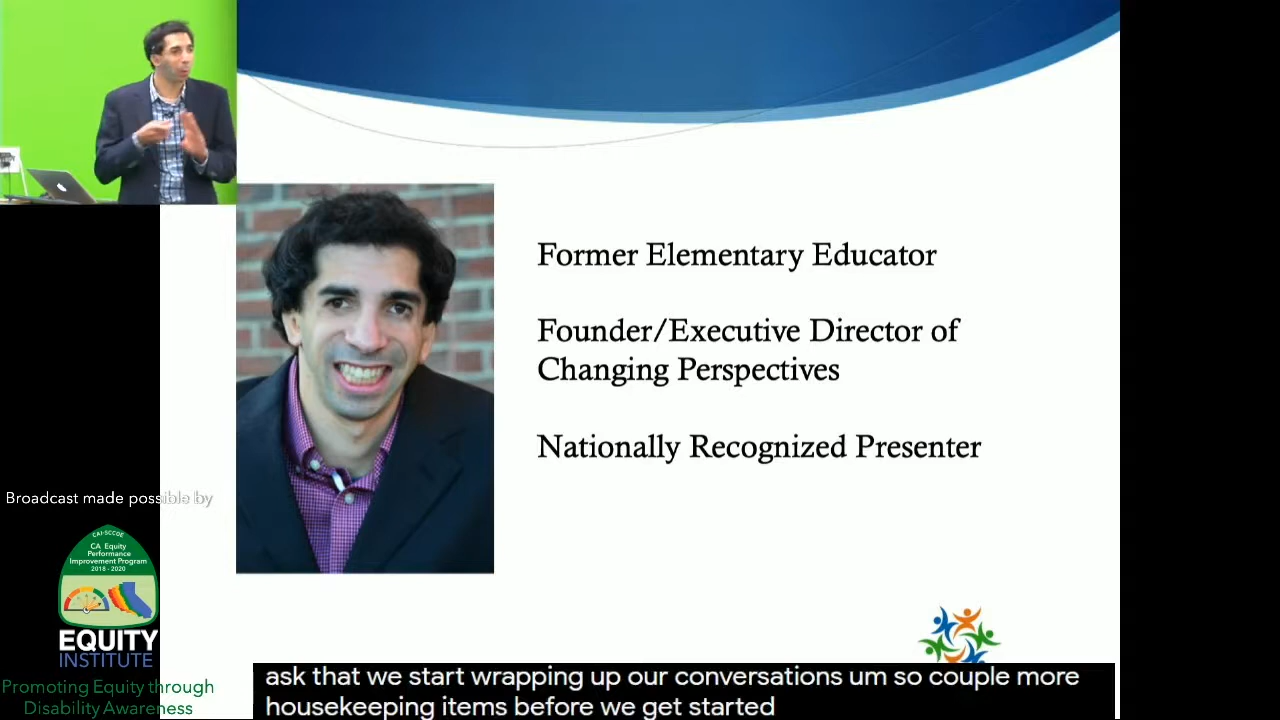 Former Elementary Educator
Founder/Executive Director of
Changing Perspectives
Nationally Recognized Presenter
Broadcast made possible by
CAI-SCCOE
CA Equity
Performance
Improvement Program
2018 - 2020
EQUITY
INSTITUTE
Promoting Equity through
Disability Awareness
ask that we start wrapping up our conversations um so couple more
housekeeping items before we get started